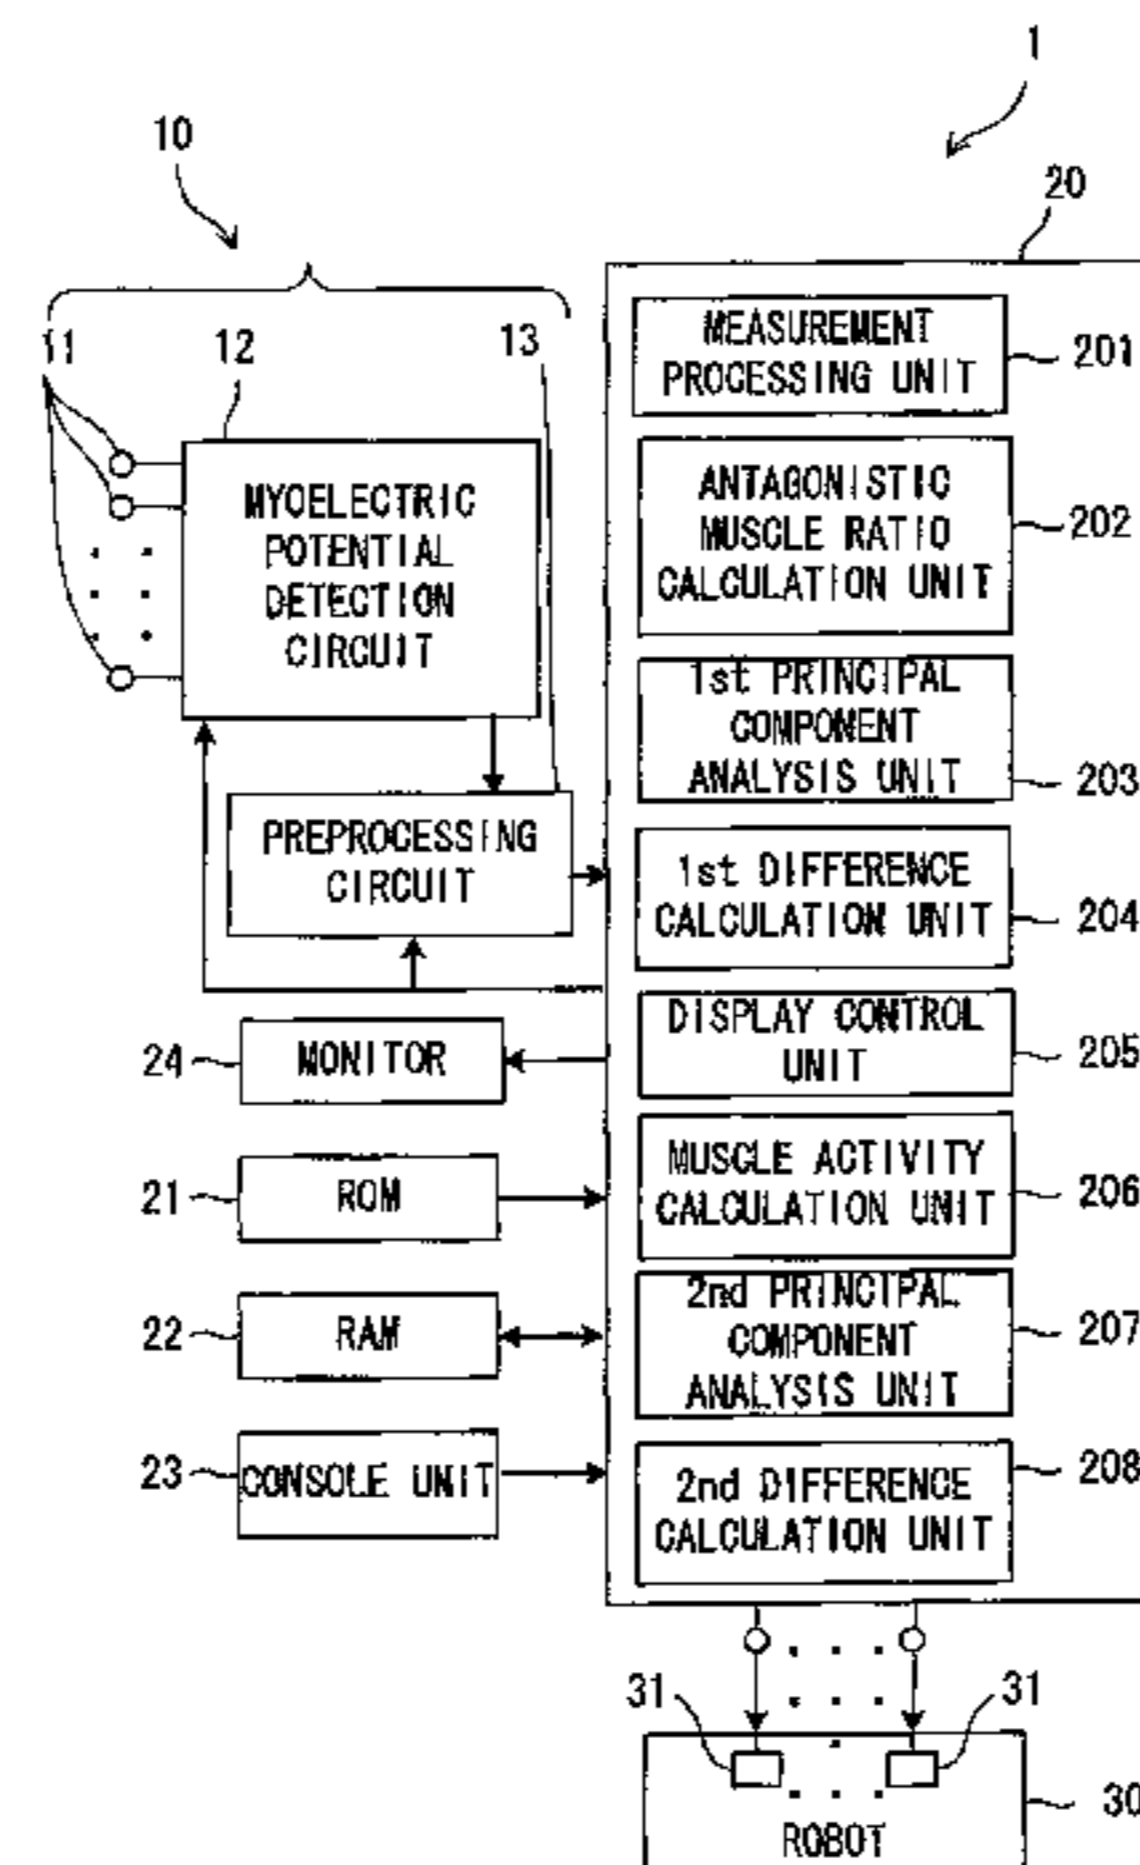 1
10
20
11
12
13
MEASUREMENT
PROCESSING UNIT
201
MYOELECTRIC
POTENTIAL
DETECTION
CIRCUIT
ANTAGONISTIC
MUSCLE RATIO
CALCULATION UNIT
202
1st PRINCIPAL
COMPONENT
ANALYSIS UNIT
203
PREPROCESSING
CIRCUIT
1st DIFFERENCE
CALCULATION UNIT
204
24
MONITOR
DISPLAY CONTROL
UNIT
205
21
ROM
MUSCLE ACTIVITY
CALCULATION UNIT
206
22
RAM
2nd PRINCIPAL
COMPONENT
ANALYSIS UNIT
207
23
CONSOLE UNIT
2nd DIFFERENCE
CALCULATION UNIT
208
31
31
30
ROBOT